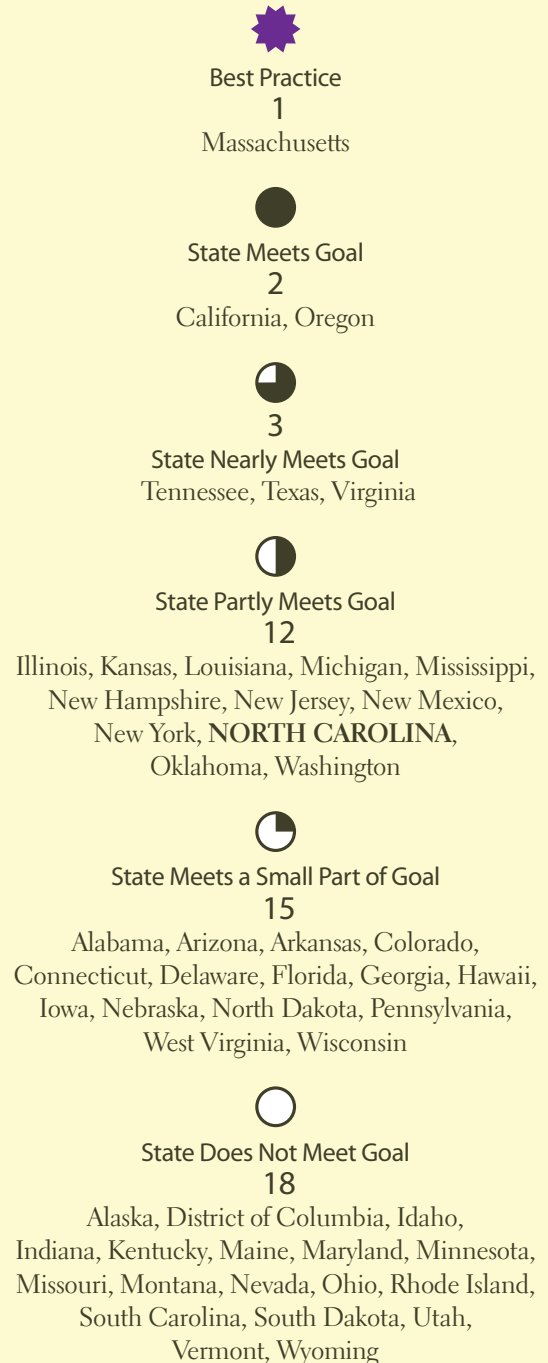 Best Practice
1
Massachusetts
State Meets Goal
2
California, Oregon
3
State Nearly Meets Goal
Tennessee, Texas, Virginia
State Partly Meets Goal
12
Illinois, Kansas, Louisiana, Michigan, Mississippi,
New Hampshire, New Jersey, New Mexico,
New York, NORTH CAROLINA,
Oklahoma, Washington
State Meets a Small Part of Goal
15
Alabama, Arizona, Arkansas, Colorado,
Connecticut, Delaware, Florida, Georgia, Hawaii,
Iowa, Nebraska, North Dakota, Pennsylvania,
West Virginia, Wisconsin
State Does Not Meet Goal
18
Alaska, District of Columbia, Idaho,
Indiana, Kentucky, Maine, Maryland, Minnesota,
Missouri, Montana, Nevada, Ohio, Rhode Island,
South Carolina, South Dakota, Utah,
Vermont, Wyoming